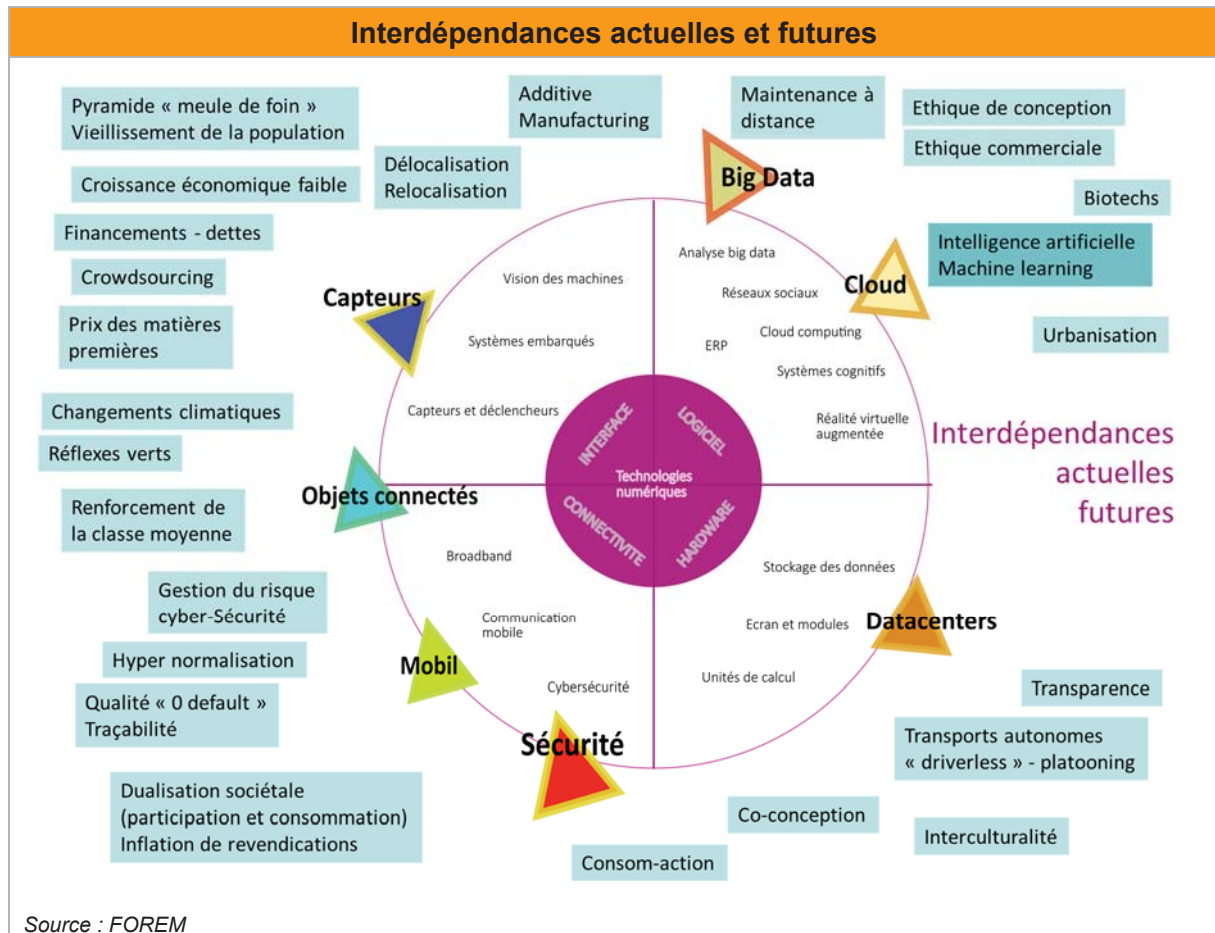 Interdépendances actuelles et futures
Pyramide « meule de foin »
Vieillissement de la population
Additive
Manufacturing
Maintenance à
distance
Ethique de conception
Ethique commerciale
Délocalisation
Relocalisation
Croissance économique faible
Big Data
Biotechs
Financements - dettes
Intelligence artificielle
Machine learning
Crowdsourcing
Capteurs
Cloud
Prix des matières
premières
Urbanisation
Vision des machines
Systèmes embarqués
Capteurs et déclencheurs
Analyse big data
Réseaux sociaux
Cloud computing
ERP
Systèmes cognitifs
Réalité virtuelle
augmentée
Changements climatiques
Réflexes verts
INTERFACE
LOGICIEL
Technologies
numériques
CONNECTIVITE
HARDWARE
Interdépendances
actuelles
futures
Objets connectés
Renforcement de
la classe moyenne
Broadband
Communication
mobile
Cybersécurité
Stockage des données
Ecran et modules
Unités de calcul
Datacenters
Gestion du risque
cyber-Sécurité
Hyper normalisation
Mobil
Qualité « 0 default »
Traçabilité
Sécurité
Transparence
Transports autonomes
« driverless » - platooning
Dualisation sociétale
(participation et consommation)
Inflation de revendications
Co-conception
Interculturalité
Consom-action
Source : FOREM